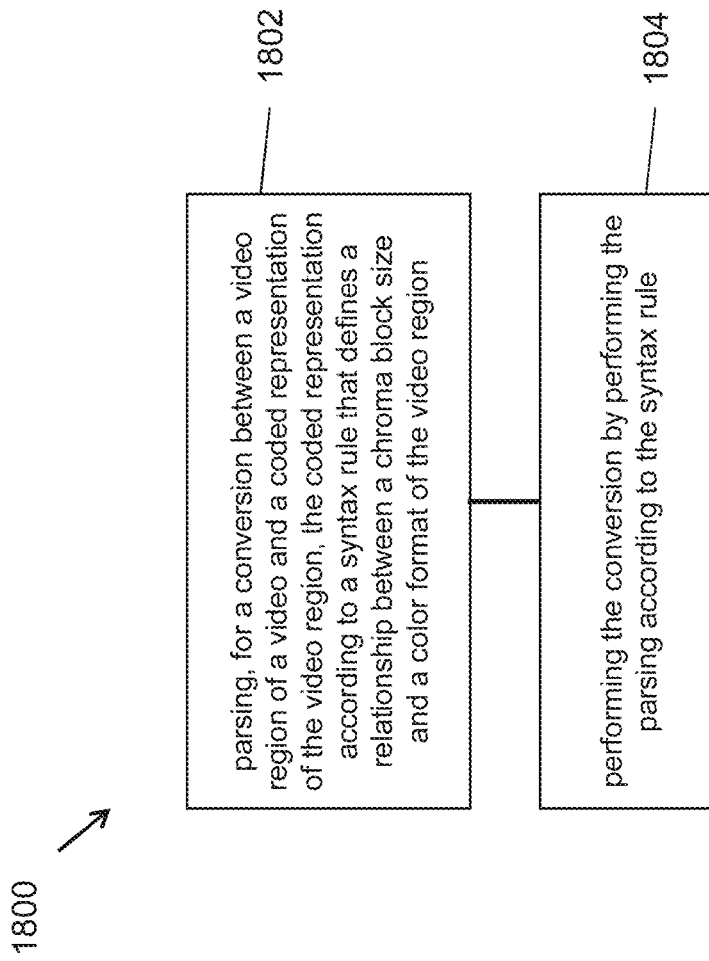 1800
parsing, for a conversion between a video
region of a video and a coded representation
of the video region, the coded representation
according to a syntax rule that defines a
relationship between a chroma block size
and a color format of the video region
1802
performing the conversion by performing the
parsing according to the syntax rule
1804